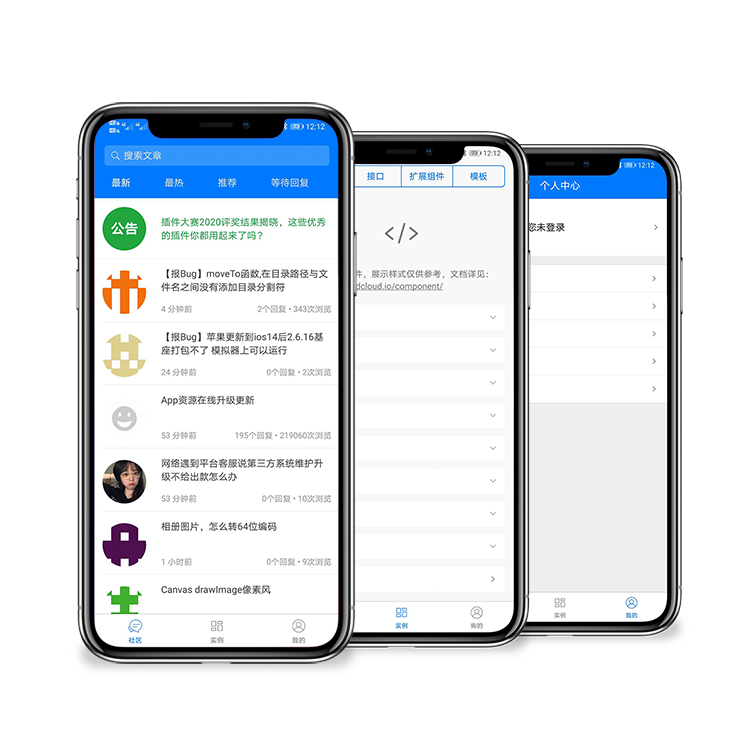 12:12
搜索文章
最新 最热 推荐 等待回复
公告
插件大赛2020评奖结果揭晓，这些优秀
的插件你都用起来了吗？
【报Bug】moveTo函数,在目录路径与文
件名之间没有添加目录分割符
4 分钟前 2个回复 • 343次浏览
【报Bug】苹果更新到ios14后2.6.16基
座打包不了 模拟器上可以运行
24 分钟前 0个回复 • 2次浏览
App资源在线升级更新
53 分钟前 195个回复 • 219060次浏览
网络遇到平台客服说第三方系统维护升
级不给出款怎么办
53 分钟前 0个回复 • 10次浏览
相册图片，怎么转64位编码
1 小时前 0个回复 • 9次浏览
Canvas drawImage像素风
社区 实例 我的
12:12
接口 扩展组件 模板
</>
件，展示样式仅供参考，文档详见：
dcloud.io/component/
实例 我的
12:12
个人中心
您未登录
实例 我的